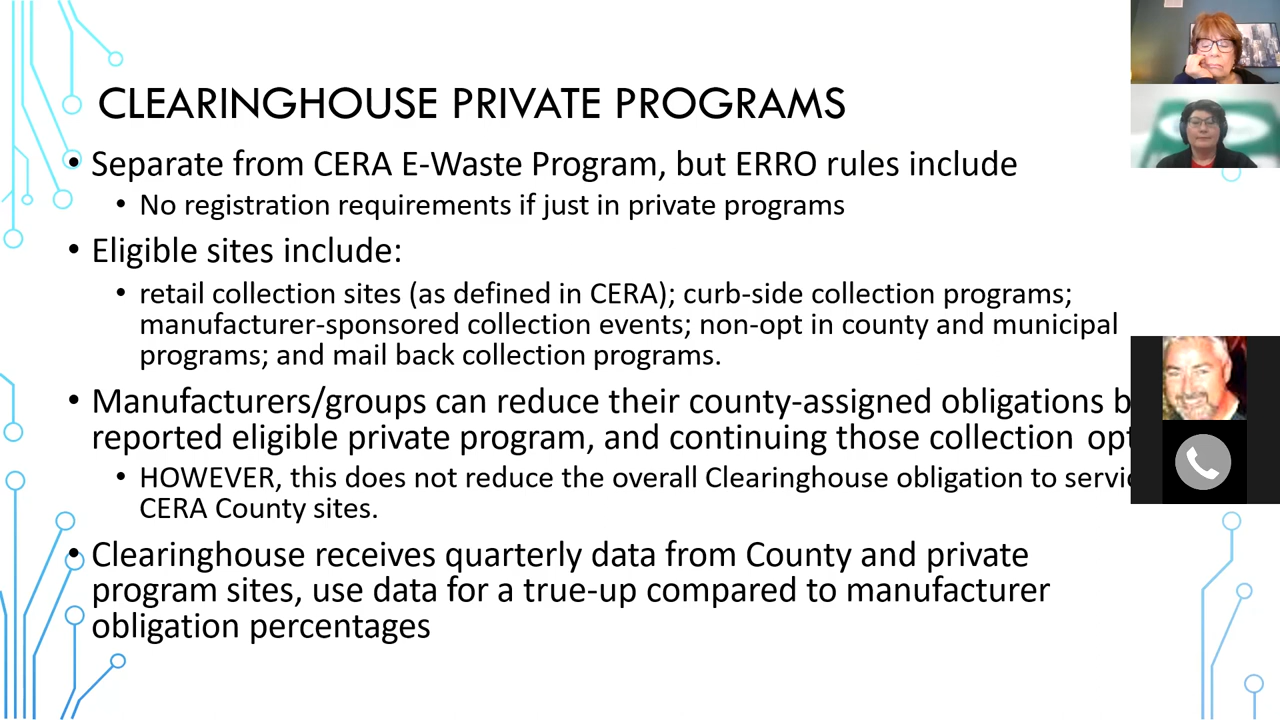 CLEARINGHOUSE PRIVATE PROGRAMS
• Separate from CERA E-Waste Program, but ERRO rules include
• No registration requirements if just in private programs
• Eligible sites include:
• retail collection sites (as defined in CERA); curb-side collection programs;
manufacturer-sponsored collection events; non-opt in county and municipal
programs; and mail back collection programs.
• Manufacturers/groups can reduce their county-assigned obligations
reported eligible private program, and continuing those collection
• HOWEVER, this does not reduce the overall Clearinghouse obligation to
CERA County sites.
• Clearinghouse receives quarterly data from County and private
program sites, use data for a true-up compared to manufacturer
obligation percentages